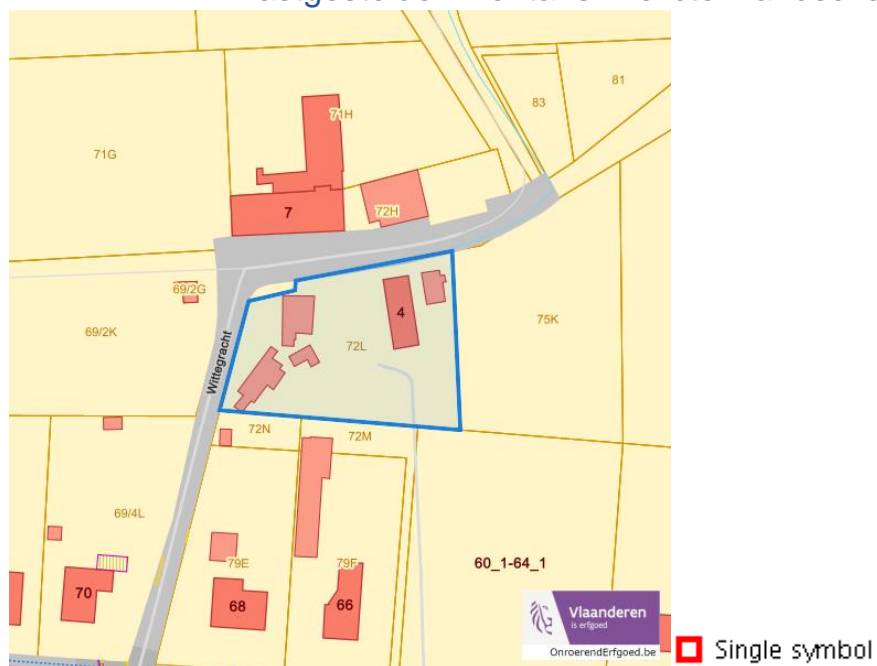 81
83
71H
71G
7
72H
69/2G
4
75K
69/2K
72L
Wittegracht
72N
72M
69/4L
79E
79F
60_1-64_1
70
68
66
Vlaanderen
is erfgoed
OnroerendErfgoed.be
Single symbol